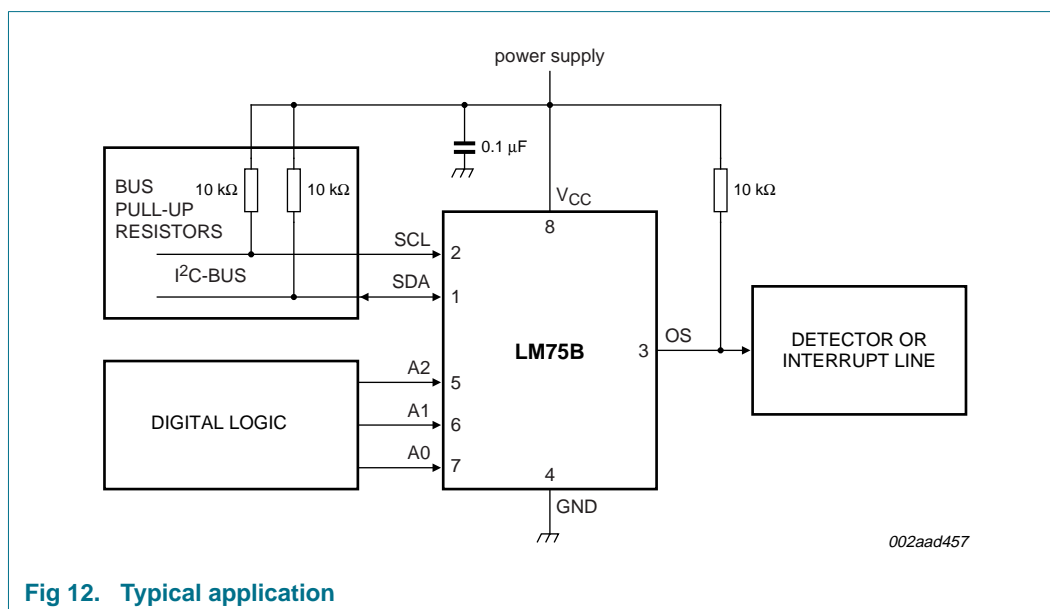 power supply
0.1 μF
BUS
PULL-UP
RESISTORS
10 kΩ
10 kΩ
10 kΩ
VCC
8
SCL
2
I²C-BUS
SDA
1
LM75B
3
OS
DETECTOR OR
INTERRUPT LINE
DIGITAL LOGIC
A2
5
A1
6
A0
7
4
GND
002aad457
Fig 12. Typical application